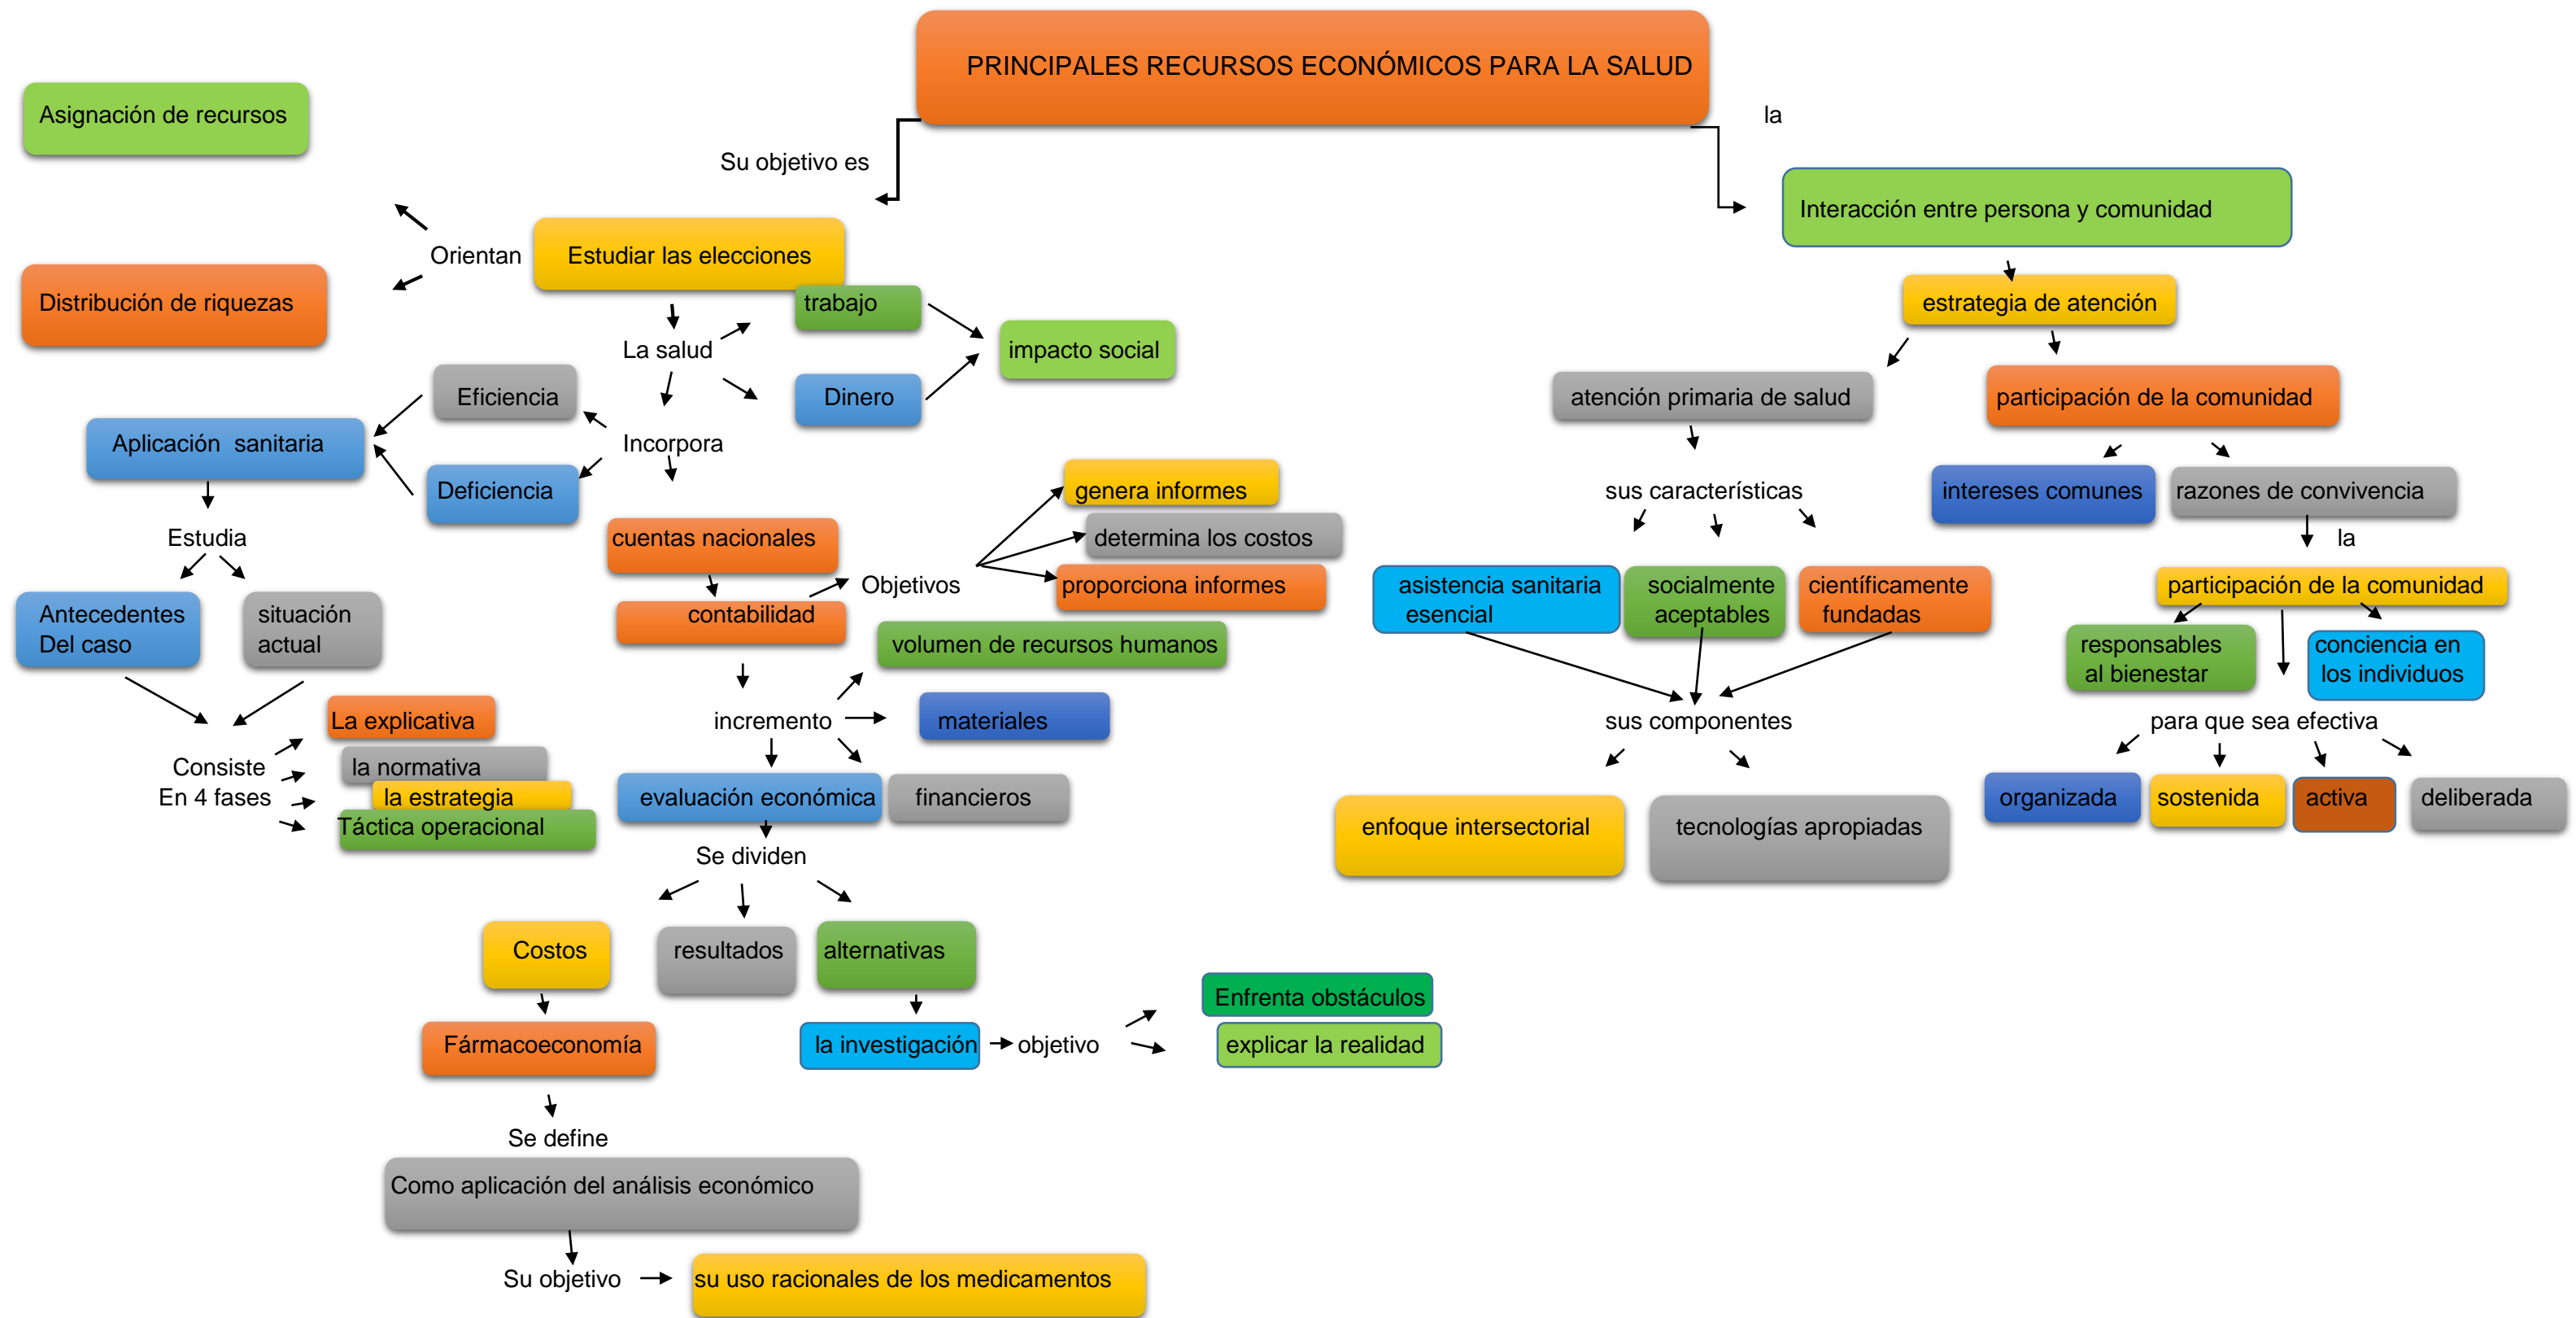 PRINCIPALES RECURSOS ECONÓMICOS PARA LA SALUD
Asignación de recursos
la
Su objetivo es
Interacción entre persona y comunidad
Orientan
Estudiar las elecciones
Distribución de riquezas
trabajo
estrategia de atención
La salud
impacto social
Eficiencia
Dinero
atención primaria de salud
participación de la comunidad
Aplicación  sanitaria
Incorpora
Deficiencia
genera informes
sus características
intereses comunes
razones de convivencia
Estudia
cuentas nacionales
determina los costos
la
Objetivos
proporciona informes
asistencia sanitaria
esencial
socialmente
aceptables
científicamente
fundadas
participación de la comunidad
Antecedentes
Del caso
situación
actual
contabilidad
volumen de recursos humanos
responsables
al bienestar
conciencia en
los individuos
La explicativa
incremento
materiales
sus componentes
para que sea efectiva
Consiste
En 4 fases
la normativa
la estrategia
Táctica operacional
evaluación económica
financieros
enfoque intersectorial
tecnologías apropiadas
organizada
sostenida
activa
deliberada
Se dividen
Costos
resultados
alternativas
Enfrenta obstáculos
Fármacoeconomía
la investigación
objetivo
explicar la realidad
Se define
Como aplicación del análisis económico
Su objetivo
su uso racionales de los medicamentos